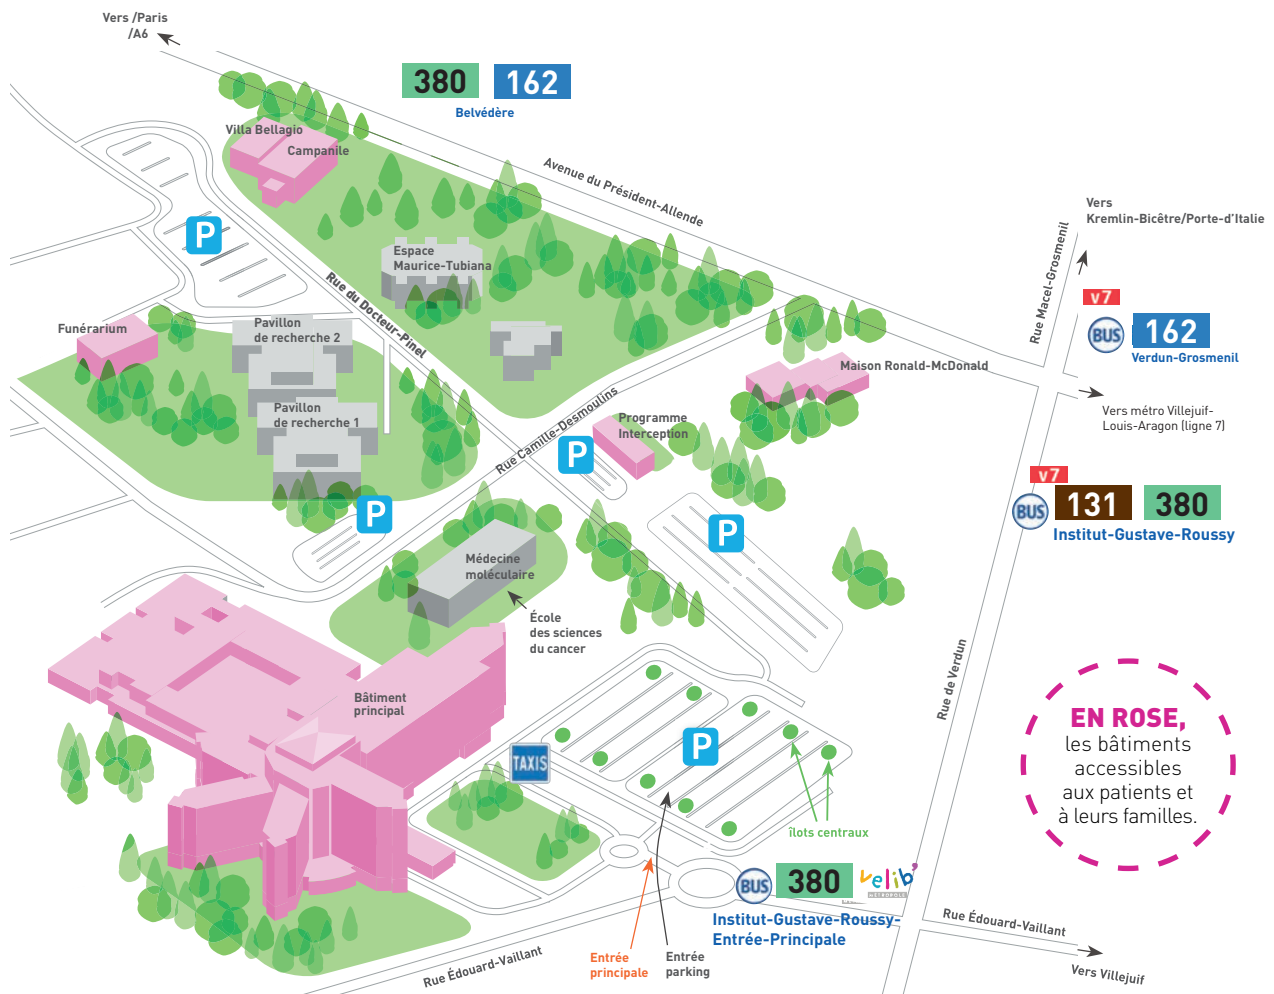 Vers /Paris
/A6
380
162
Belvédère
Villa Bellagio
Campanile
Avenue du Président-Allende
Vers
Kremlin-Bicêtre/Porte-d'Italie
Rue Macel-Grosmenil
P
Espace
Maurice-Tubiana
Rue du Docteur-Pinel
v7
BUS
162
Verdun-Grosmenil
Funérarium
Pavillon
de recherche 2
Maison Ronald-McDonald
Pavillon
de recherche 1
Vers métro Villejuif-
Louis-Aragon (ligne 7)
Programme
Interception
Rue Camille-Desmoulins
P
P
P
v7
BUS
131
380
Institut-Gustave-Roussy
Médecine
moléculaire
École
des sciences
du cancer
Bâtiment
principal
Rue de Verdun
TAXIS
P
EN ROSE,
les bâtiments
accessibles
aux patients et
à leurs familles.
îlots centraux
BUS
380
velib'
METROPOLE
Institut-Gustave-Roussy-
Entrée-Principale
Entrée
principale
Entrée
parking
Rue Édouard-Vaillant
Rue Édouard-Vaillant
Vers Villejuif